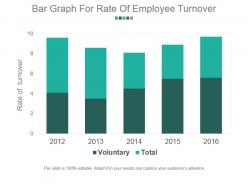 Bar Graph For Rate Of Employee Turnover
10
8
6
4
2
0
Rate of turnover
2012 2013 2014 2015 2016
Voluntary Total
This slide is 100% editable. Adapt it to your needs and capture your audience's attention.